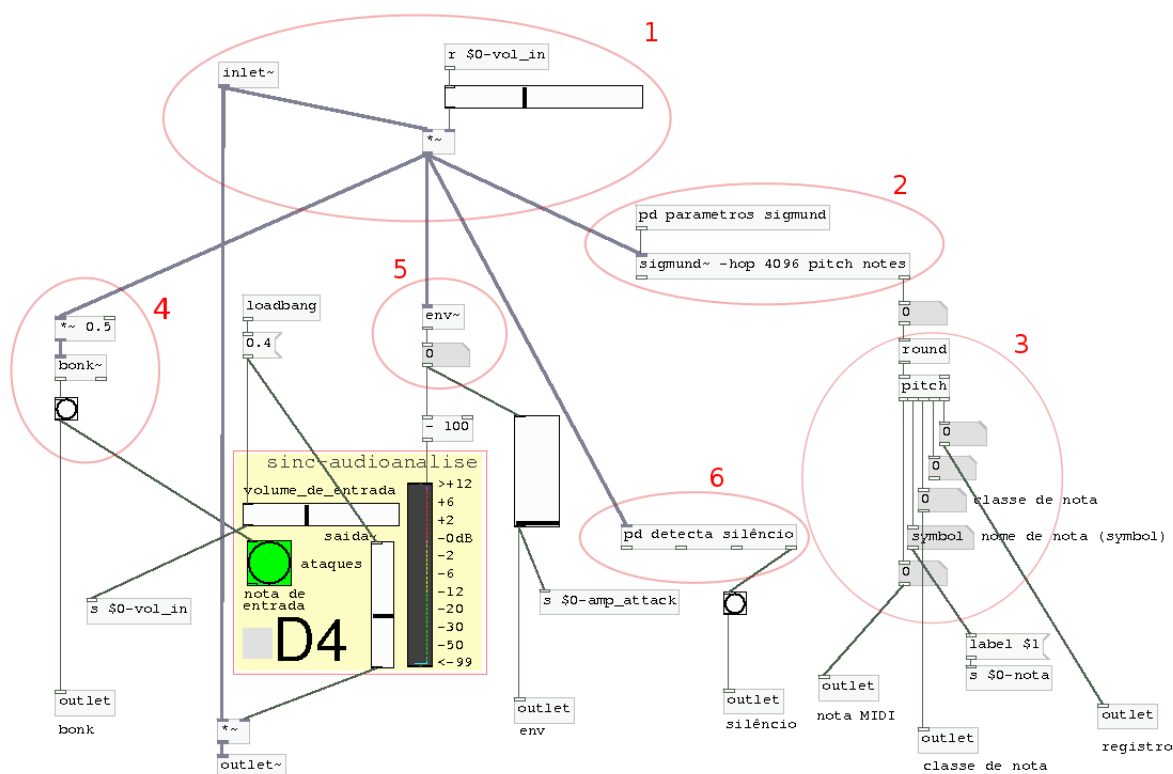 1
r $0-vol_in
inlet~
*~
2
pd parametros sigmund
sigmund~ -hop 4096 pitch notes
5
4
loadbang
env~
0
*~ 0.5
0.4
0
round
3
bonk~
pitch
- 100
0
sinc-audioanalise
>+12
6
0
volume_de_entrada
+6
0
classe de nota
+2
saida
-0dB
pd detecta silêncio
symbol
nome de nota (symbol)
-2
ataques
-6
0
nota de
entrada
-12
s $0-vol_in
-20
s $0-amp_attack
D4
-30
label $1
-50
<-99
s $0-nota
outlet
outlet
outlet
outlet
outlet
bonk
*~
env
silêncio
nota MIDI
outlet
registro
outlet~
classe de nota